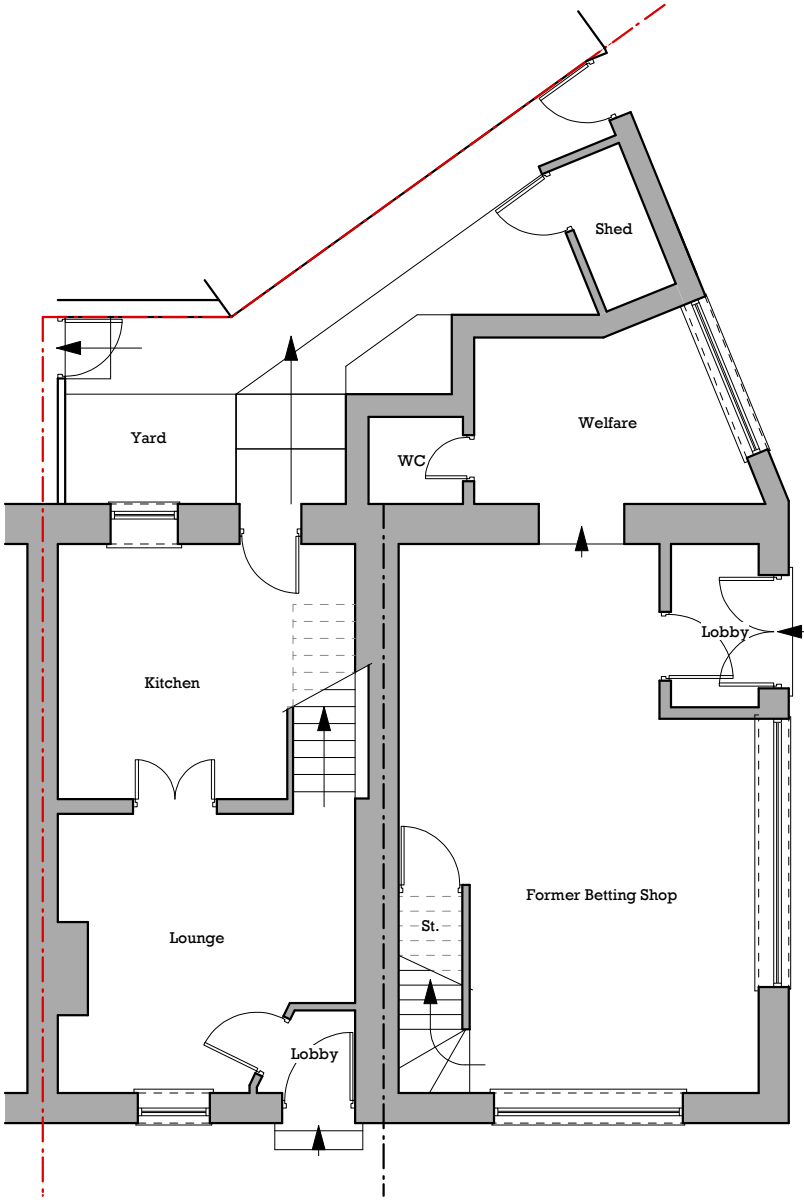 Shed
Welfare
Yard
WC
Lobby
Kitchen
Former Betting Shop
St.
Lounge
Lobby